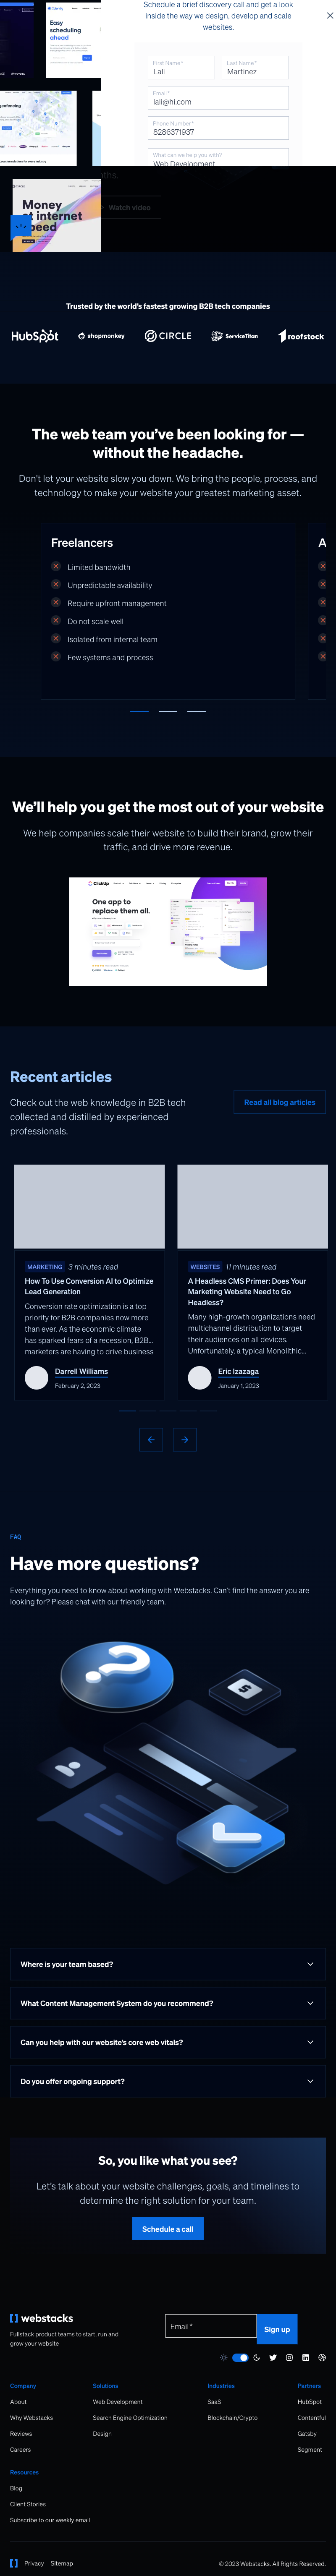 Schedule a brief discovery call and get a look
inside the way we design, develop and scale
websites.
Easy
scheduling
ahead
First Name*
Lali
Last Name*
Martinez
Email*
lali@hi.com
Phone Number*
8286371937
What can we help you with?
Web Development
Watch video
Trusted by the world's fastest growing B2B tech companies
HubSpot
shopmonkey
CIRCLE
ServiceTitan
roofstock
The web team you've been looking for —
without the headache.
Don't let your website slow you down. We bring the people, process, and
technology to make your website your greatest marketing asset.
Freelancers
Limited bandwidth
Unpredictable availability
Require upfront management
Do not scale well
Isolated from internal team
Few systems and process
We'll help you get the most out of your website
We help companies scale their website to build their brand, grow their
traffic, and drive more revenue.
ClickUp
One app to
replace them all.
Recent articles
Check out the web knowledge in B2B tech
collected and distilled by experienced
professionals.
Read all blog articles
MARKETING 3 minutes read
How To Use Conversion AI to Optimize
Lead Generation
Conversion rate optimization is a top
priority for B2B companies now more
than ever. As the economic climate
has sparked fears of a recession, B2B...
marketers are having to drive business
Darrell Williams
February 2, 2023
WEBSITES 11 minutes read
A Headless CMS Primer: Does Your
Marketing Website Need to Go
Headless?
Many high-growth organizations need
multichannel distribution to target
their audiences on all devices.
Unfortunately, a typical Monolithic...
Eric Izazaga
January 1, 2023
FAQ
Have more questions?
Everything you need to know about working with Webstacks. Can't find the answer you are
looking for? Please chat with our friendly team.
Where is your team based?
What Content Management System do you recommend?
Can you help with our website's core web vitals?
Do you offer ongoing support?
So, you like what you see?
Let's talk about your website challenges, goals, and timelines to
determine the right solution for your team.
Schedule a call
webstacks
Fullstack product teams to start, run and
grow your website
Email*
Sign up
Company
About
Why Webstacks
Reviews
Careers
Solutions
Web Development
Search Engine Optimization
Design
Industries
SaaS
Blockchain/Crypto
Partners
HubSpot
Contentful
Gatsby
Segment
Resources
Blog
Client Stories
Subscribe to our weekly email
Privacy Sitemap
© 2023 Webstacks. All Rights Reserved.